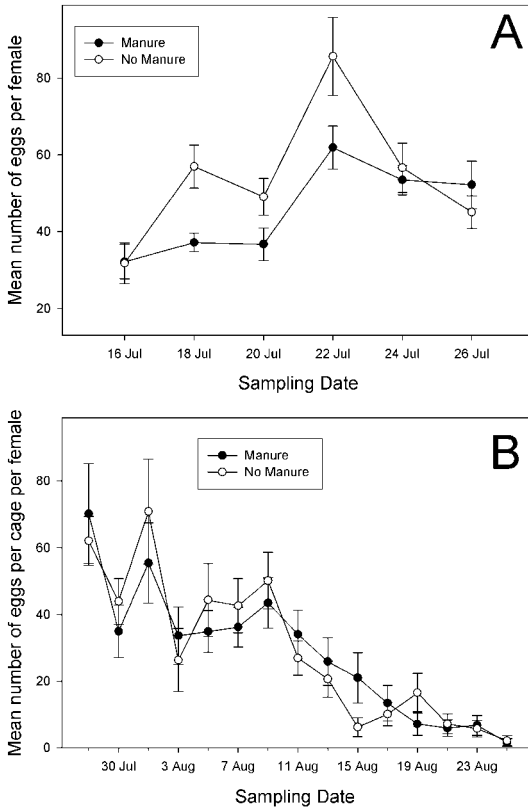 A
Manure
No Manure
Mean number of eggs per female
80
60
40
20
16 Jul 18 Jul 20 Jul 22 Jul 24 Jul 26 Jul
Sampling Date
B
Manure
No Manure
Mean number of eggs per cage per female
80
60
40
20
0
30 Jul 3 Aug 7 Aug 11 Aug 15 Aug 19 Aug 23 Aug
Sampling Date